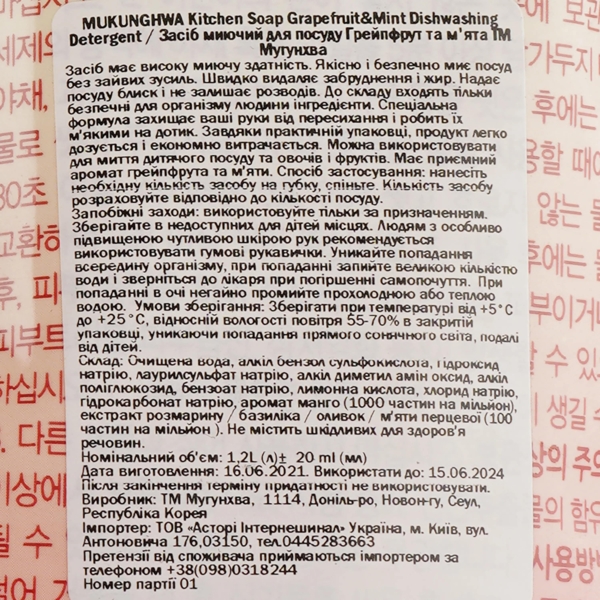 MUKUNGHWA Kitchen Soap Grapefruit&Mint Dishwashing
Detergent / Засіб миючий для посуду Грейпфрут та м'ята ТМ
Мугунхва
Засіб має високу миючу здатність. Якісно і безпечно миє посуд
без зайвих зусиль. Швидко видаляє забруднення і жир. Надає
посуду блиск і не залишає розводів. До складу входять тільки
безпечні для організму людини інгредієнти. Спеціальна
формула захищає ваші руки від пересихання і робить їх
м'якими на дотик. Завдяки практичній упаковці, продукт легко
дозується і економно витрачається. Можна використовувати
для миття дитячого посуду та овочів і фруктів. Має приємний
аромат грейпфрута та м'яти. Спосіб застосування: нанесіть
необхідну кількість засобу на губку, спіньте. Кількість засобу
розраховуйте відповідно до кількості посуду.
Запобіжні заходи: використовуйте тільки за призначенням.
Зберігайте в недоступних для дітей місцях. Людям з особливо
підвищеною чутливою шкірою рук рекомендується
використовувати гумові рукавички. Уникайте попадання
всередину організму, при попаданні запийте великою кількістю
води і зверніться до лікаря при погіршенні самопочуття. При
попаданні в очі негайно промийте прохолодною або теплою
водою. Умови зберігання: Зберігати при температурі від +5°С
до +25°С, відносній вологості повітря 55-70% в закритій
упаковці, уникаючи попадання прямого сонячного світа, подалі
від дітей.
Склад: Очищена вода, алкіл бензол сульфокислота, гідроксид
натрію, лаурилсульфат натрію, алкіл диметил амін оксид, алкіл
поліглюкозид, бензоат натрію, лимонна кислота, хлорид натрію,
гідрокарбонат натрію, аромат манго (1000 частин на мільйон),
екстракт розмарину / базиліка / оливок / м'яти перцевої (100
частин на мільйон ). Не містить шкідливих для здоров'я
речовин.
Номінальний об'єм: 1,2L (л)± 20 ml (мл)
Дата виготовлення: 16.06.2021. Використати до: 15.06.2024
Після закінчення терміну придатності не використовувати.
Виробник: ТМ Мугунхва, 1114, Доніль-ро, Новон-гу, Сеул,
Республіка Корея
Імпортер: ТОВ «Асторі Інтернешинал» Україна, м. Київ, вул.
Антоновича 176,03150, тел.0445283663
Претензії від споживача приймаються імпортером за
телефоном +38(098)0318244
Номер партії 01